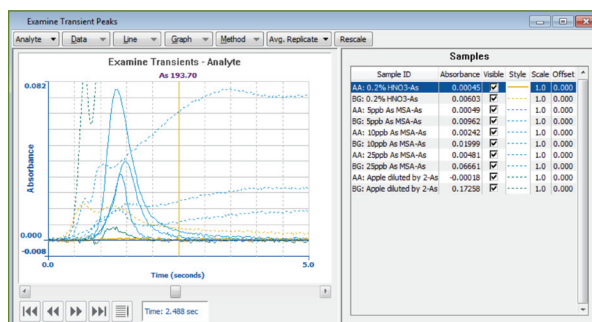 Examine Transient Peaks
Analyte Data Line Graph Method Avg. Replicate Rescale
Examine Transients - Analyte
As 193.70
0.082
Absorbance
0.000
-0.008
0.0
5.0
Time (seconds)
Time: 2.488 sec
Samples
Sample ID Absorbance Visible Style Scale Offset
AA: 0.2% HNO3-As 0.00045 1.0 0.000
BG: 0.2% HNO3-As 0.00603 1.0 0.000
AA: 5ppb As MSA-As 0.00049 1.0 0.000
BG: 5ppb As MSA-As 0.00962 1.0 0.000
AA: 10ppb As MSA-As 0.00242 1.0 0.000
BG: 10ppb As MSA-As 0.01999 1.0 0.000
AA: 25ppb As MSA-As 0.00481 1.0 0.000
BG: 25ppb As MSA-As 0.06661 1.0 0.000
AA: Apple diluted by 2-As -0.00018 1.0 0.000
BG: Apple diluted by 2-As 0.17258 1.0 0.000